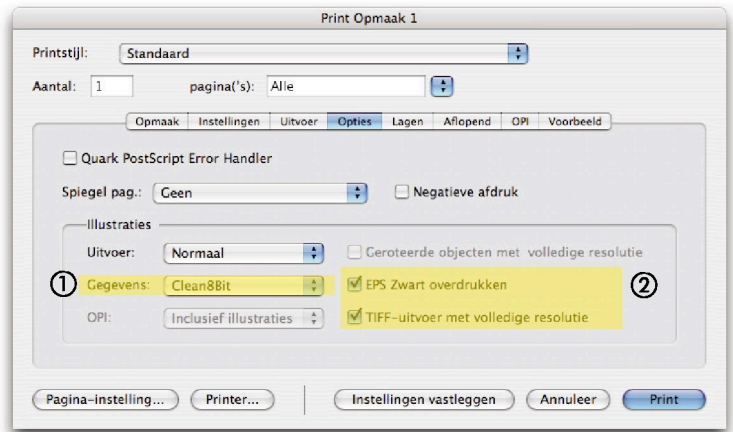 Print Opmaak 1
Printstijl: Standaard
Aantal: 1 pagina('s): Alle
Opmaak Instellingen Uitvoer Opties Lagen Aflopend OPI Voorbeeld
Quark PostScript Error Handler
Spiegel pag.: Geen Negatieve afdruk
Illustraties
Uitvoer: Normaal Geroteerde objecten met volledige resolutie
① Gegevens: Clean8Bit EPS Zwart overdrukken ②
OPI: Inclusief illustraties TIFF-uitvoer met volledige resolutie
Pagina-instelling... Printer... Instellingen vastleggen Annuleer Print